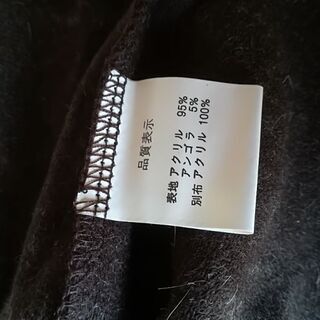 品質表示
表地 アクリル 95%
アンゴラ 5%
別布 アクリル 100%